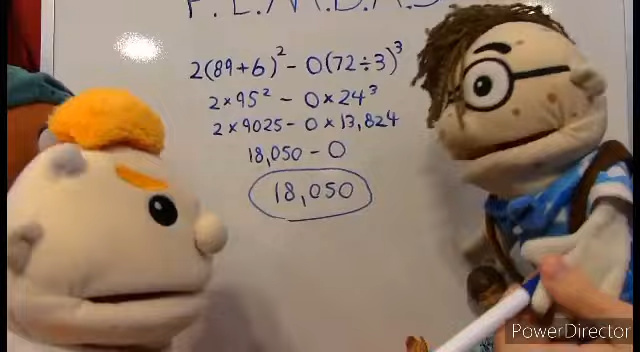 P.E.M.D.A.S
2(89+6)² - 0(72÷3)³
2×95² - 0×24³
2×9025 - 0×13,824
18,050 - 0
18,050
PowerDirector